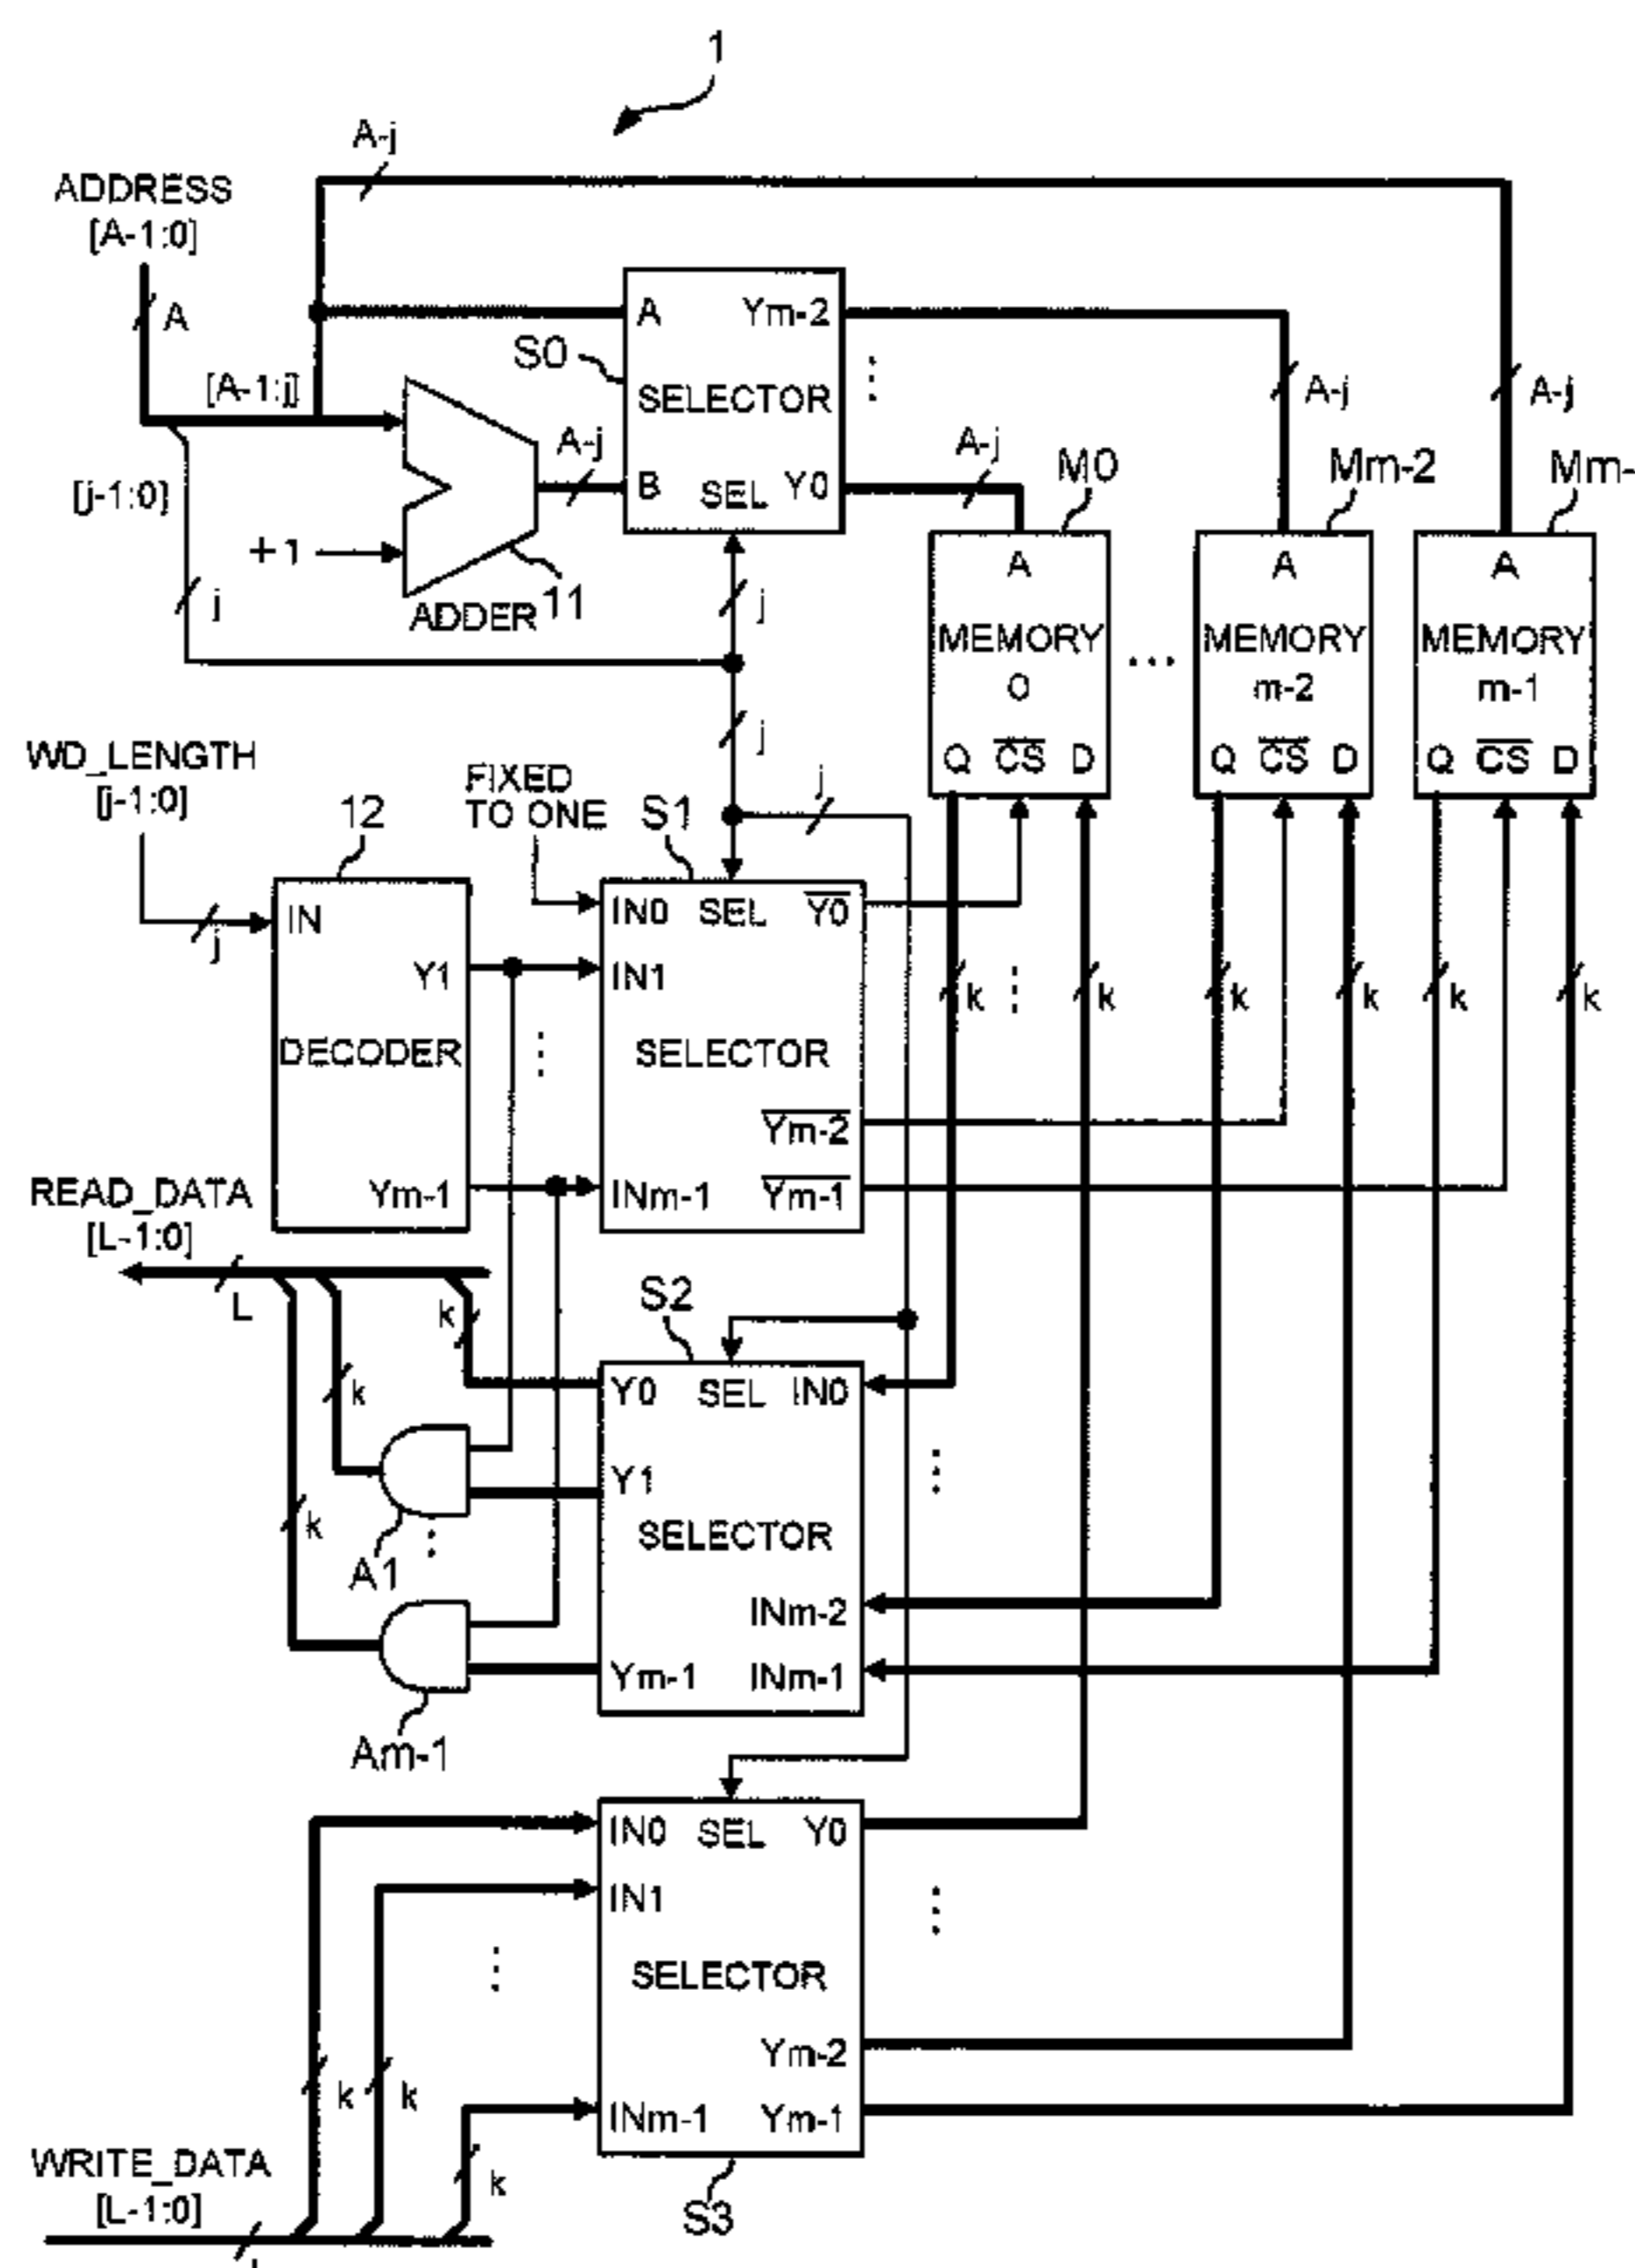 1
A-j
ADDRESS
[A-1:0]
A
A Ym-2
S0
SELECTOR
B SEL Y0
[A-1:j]
A-j
[j-1:0]
+1
j
ADDER 11
j
A-j
A-j
A-j
M0
Mm-2
Mm-
A
MEMORY
0
Q CS D
...
A
MEMORY
m-2
Q CS D
A
MEMORY
m-1
Q CS D
j
j
WD_LENGTH
[j-1:0]
j
12
IN
Y1
DECODER
Ym-1
FIXED
TO ONE
S1
IN0 SEL Y0
IN1
SELECTOR
Ym-2
INm-1 Ym-1
k k k k k k
READ_DATA
[L-1:0]
L
k
k
k
S2
Y0 SEL IN0
Y1
SELECTOR
INm-2
Ym-1 INm-1
A1
Am-1
IN0 SEL Y0
IN1
SELECTOR
Ym-2
INm-1 Ym-1
S3
k k
k
WRITE_DATA
[L-1:0]